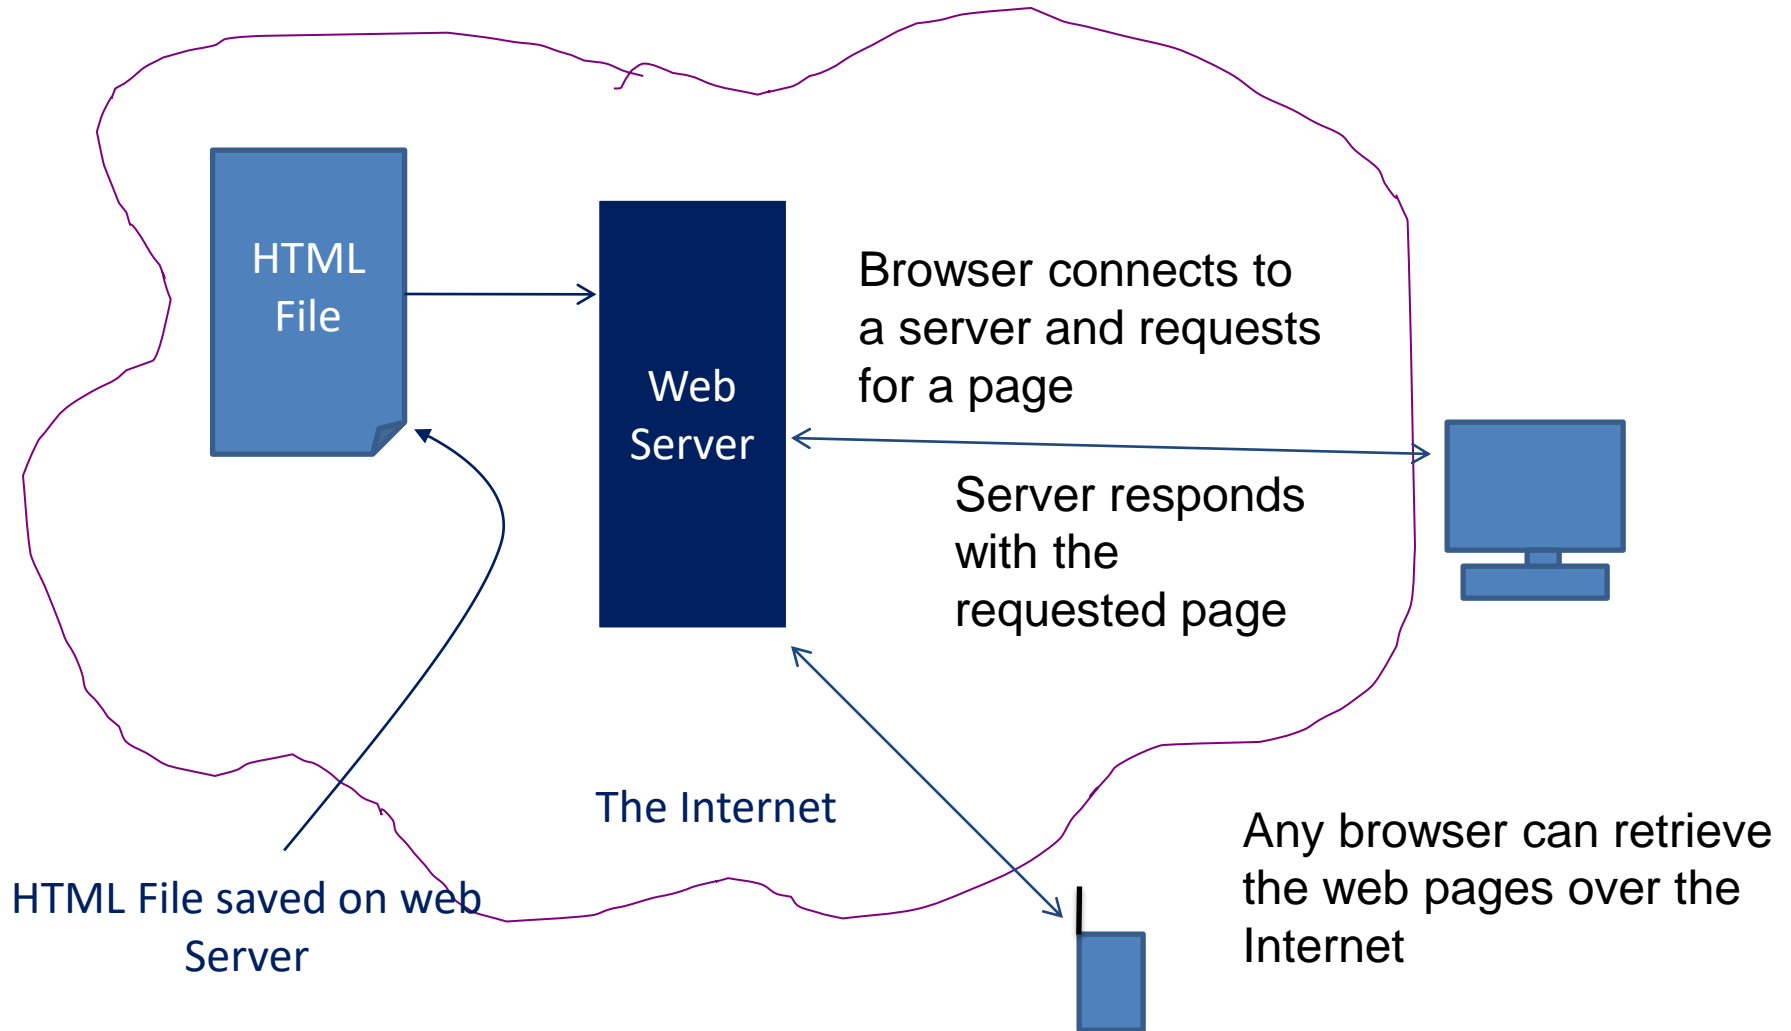 HTML
File
Web
Server
Browser connects to
a server and requests
for a page
Server responds
with the
requested page
The Internet
HTML File saved on web
Server
Any browser can retrieve
the web pages over the
Internet